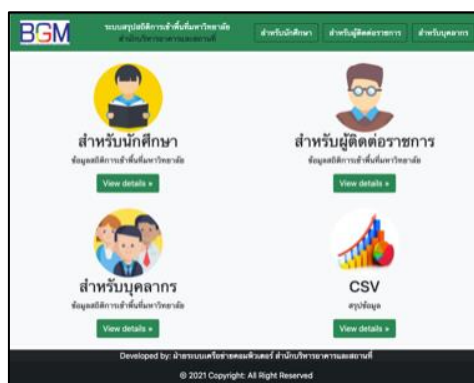 BGM
ระบบสรุปสถิติการเข้าพื้นที่มหาวิทยาลัย
สำนักบริหารอาคารและสถานที่
สำหรับนักศึกษา
สำหรับผู้ติดต่อราชการ
สำหรับบุคลากร
สำหรับนักศึกษา
ข้อมูลสถิติการเข้าพื้นที่มหาวิทยาลัย
View details »
สำหรับผู้ติดต่อราชการ
ข้อมูลสถิติการเข้าพื้นที่มหาวิทยาลัย
View details »
สำหรับบุคลากร
ข้อมูลสถิติการเข้าพื้นที่มหาวิทยาลัย
View details »
CSV
สรุปข้อมูล
View details »
Developed by: ฝ่ายระบบเครือข่ายคอมพิวเตอร์ สำนักบริหารอาคารและสถานที่
© 2021 Copyright: All Right Reserved